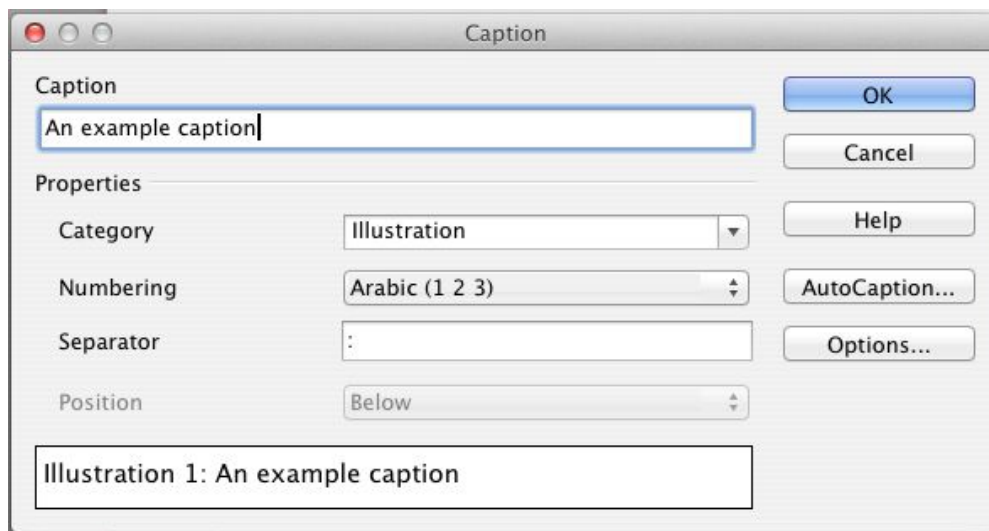 Caption
Caption
OK
An example caption
Cancel
Properties
Category Illustration
Help
Numbering Arabic (1 2 3)
AutoCaption...
Separator :
Options...
Position Below
Illustration 1: An example caption